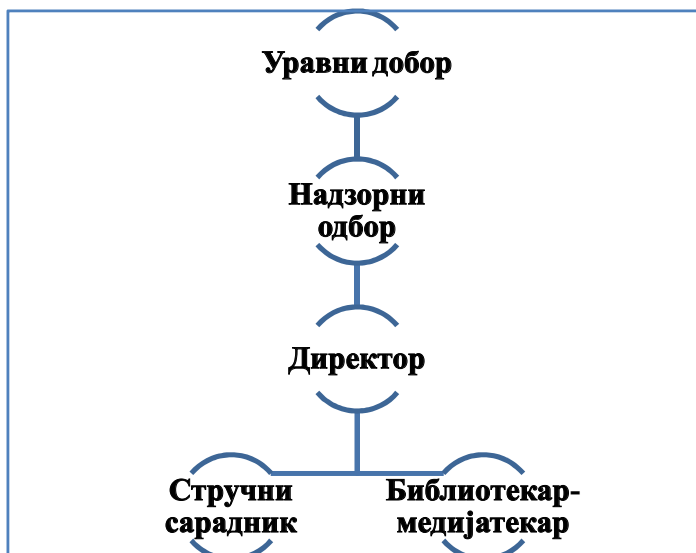 Уравни добор
Надзорни
одбор
Директор
Стручни
сарадник
Библиотекар-
медијатекар